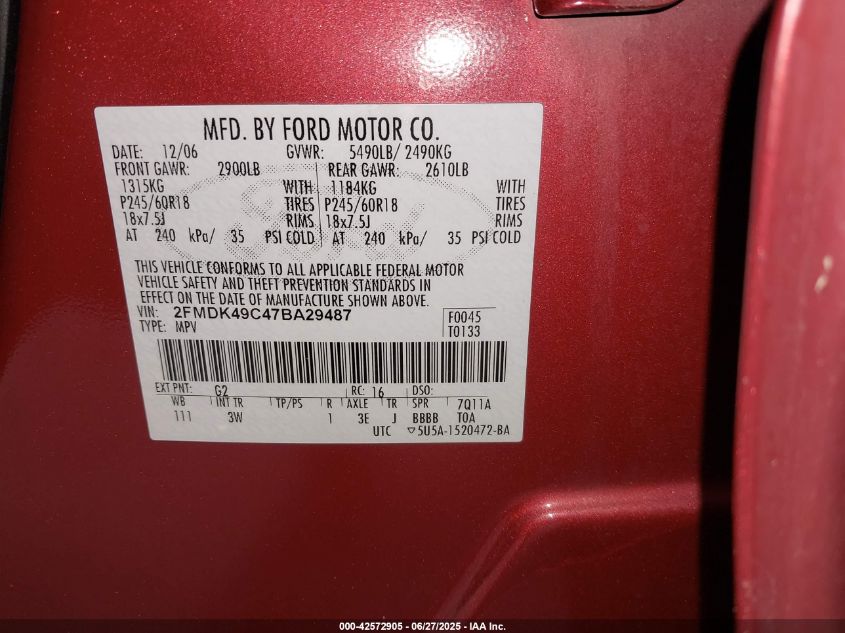 MFD. BY FORD MOTOR CO.
DATE: 12/06 GVWR: 5490LB/ 2490KG
FRONT GAWR: 2900LB REAR GAWR: 2610LB
1315KG WITH 1184KG WITH
P245/60R18 TIRES P245/60R18 TIRES
18x7.5J RIMS 18x7.5J RIMS
AT 240 kPa/ 35 PSI COLD AT 240 kPa/ 35 PSI COLD
THIS VEHICLE CONFORMS TO ALL APPLICABLE FEDERAL MOTOR
VEHICLE SAFETY AND THEFT PREVENTION STANDARDS IN
EFFECT ON THE DATE OF MANUFACTURE SHOWN ABOVE.
VIN: 2FMDK49C47BA29487 F0045
TYPE: MPV T0133
EXT PNT: G2 RC: 16 DSO:
WB INT TR TP/PS R AXLE TR SPR 7Q11A
111 3W 1 3E J BBBB TOA
UTC ▽5U5A-1520472-BA
000-42572905 / 06/27/2025 - IAA Inc.